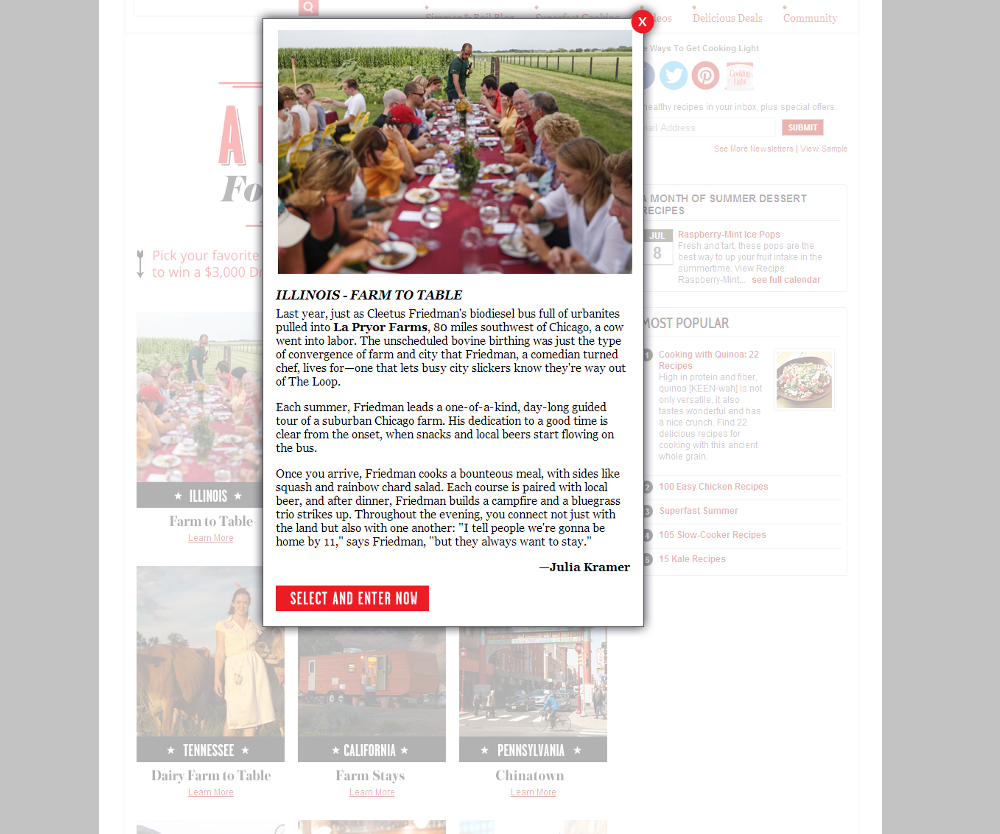 Simmer & Boil Blog
Superfast Cooking
Delicious Deals
Community
X
Ways To Get Cooking Light
Cooking Light
healthy recipes in your inbox, plus special offers.
Address
SUBMIT
See More Newsletters | View Sample
A
Fo
Pick your favorite
to win a $3,000
A MONTH OF SUMMER DESSERT
RECIPES
JUL
8
Raspberry-Mint Ice Pops
Fresh and tart, these pops are the
best way to up your fruit intake in the
summertime. View Recipe:
Raspberry-Mint... see full calendar
ILLINOIS - FARM TO TABLE
Last year, just as Cleetus Friedman's biodiesel bus full of urbanites
pulled into La Pryor Farms, 80 miles southwest of Chicago, a cow
went into labor. The unscheduled bovine birthing was just the type
of convergence of farm and city that Friedman, a comedian turned
chef, lives for—one that lets busy city slickers know they're way out
of The Loop.
Each summer, Friedman leads a one-of-a-kind, day-long guided
tour of a suburban Chicago farm. His dedication to a good time is
clear from the onset, when snacks and local beers start flowing on
the bus.
Once you arrive, Friedman cooks a bounteous meal, with sides like
squash and rainbow chard salad. Each course is paired with local
beer, and after dinner, Friedman builds a campfire and a bluegrass
trio strikes up. Throughout the evening, you connect not just with
the land but also with one another: "I tell people we're gonna be
home by 11," says Friedman, "but they always want to stay."
—Julia Kramer
SELECT AND ENTER NOW
MOST POPULAR
1 Cooking with Quinoa: 22
Recipes
High in protein and fiber,
quinoa [KEEN-wah] is not
only versatile, it also
tastes wonderful and has
a nice crunch. Find 22
delicious recipes for
cooking with this ancient
whole grain.
2 100 Easy Chicken Recipes
3 Superfast Summer
4 105 Slow-Cooker Recipes
5 15 Kale Recipes
ILLINOIS
Farm to Table
Learn More
TENNESSEE
Dairy Farm to Table
Learn More
CALIFORNIA
Farm Stays
Learn More
PENNSYLVANIA
Chinatown
Learn More